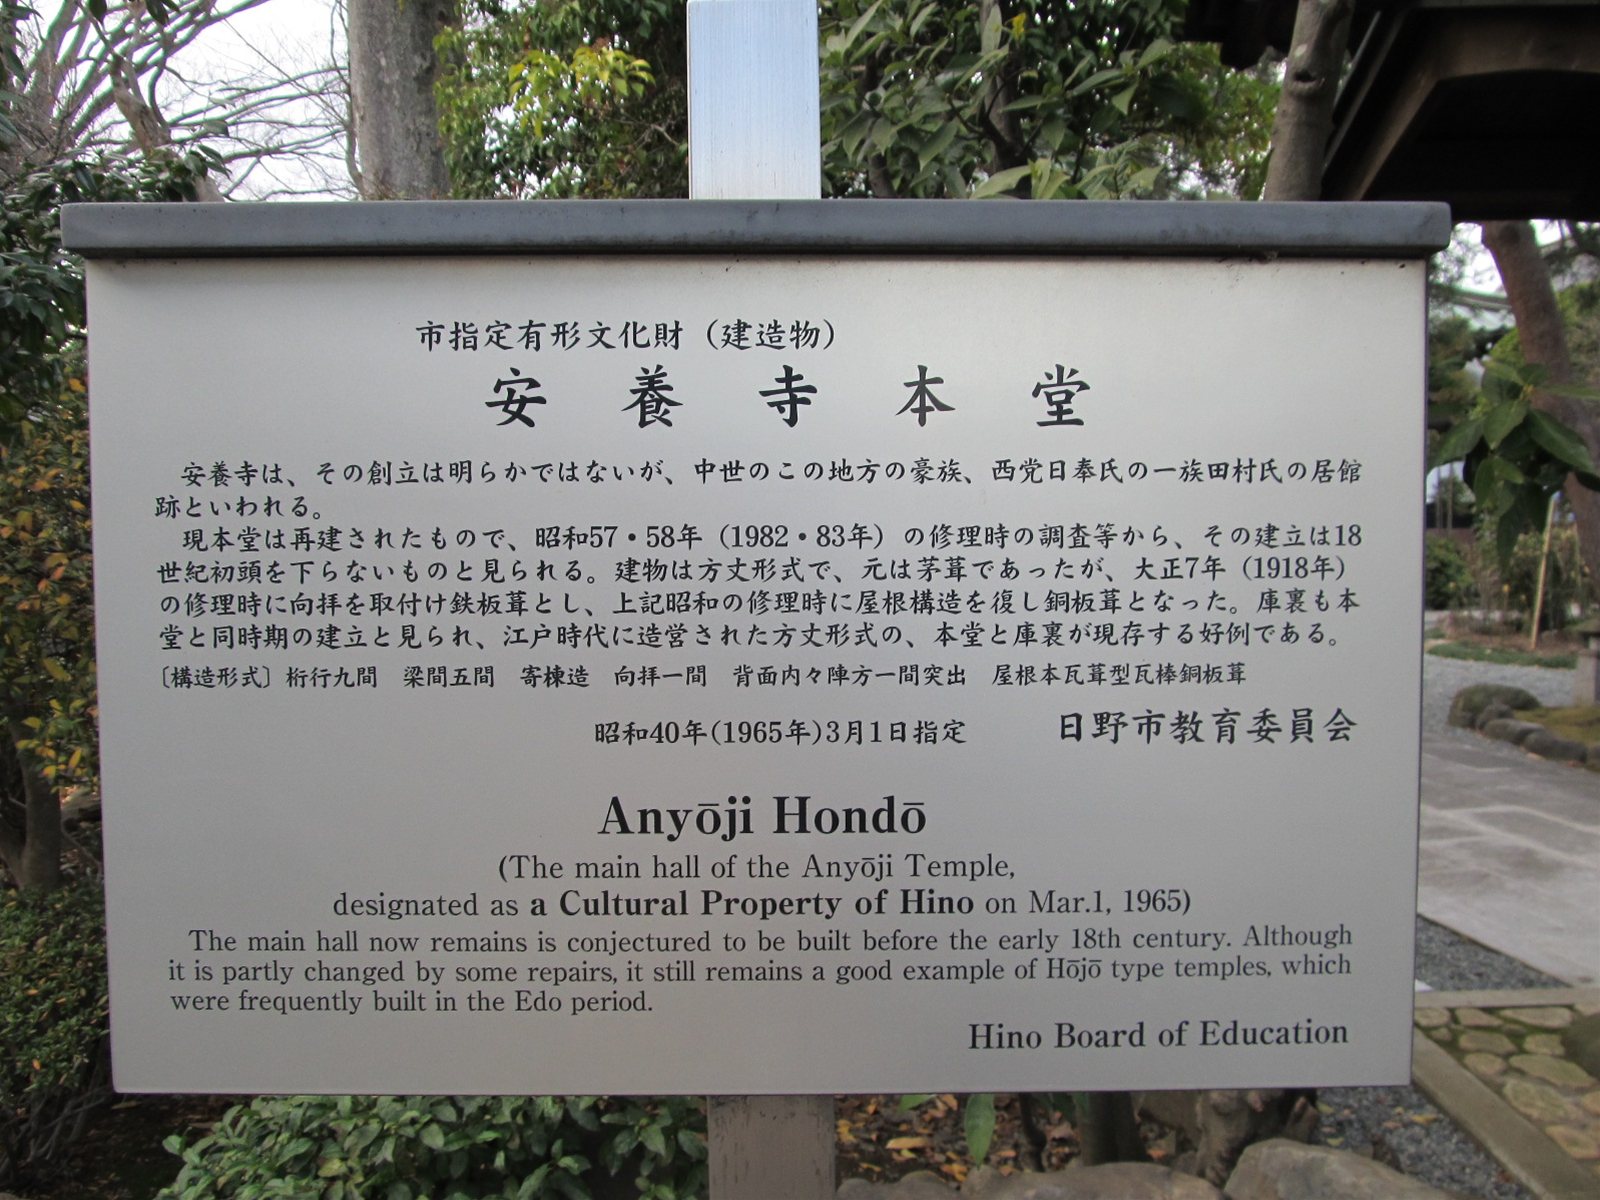 市指定有形文化財（建造物）
安養寺本堂
安養寺は、その創立は明らかではないが、中世のこの地方の豪族、西党日奉氏の一族田村氏の居館
跡といわれる。
現本堂は再建されたもので、昭和57・58年（1982・83年）の修理時の調査等から、その建立は18
世紀初頭を下らないものと見られる。建物は方丈形式で、元は茅葺であったが、大正7年（1918年）
の修理時に向拝を取付け鉄板葺とし、上記昭和の修理時に屋根構造を復し銅板葺となった。庫裏も本
堂と同時期の建立と見られ、江戸時代に造営された方丈形式の、本堂と庫裏が現存する好例である。
〔構造形式〕桁行九間　梁間五間　寄棟造　向拝一間　背面内々陣方一間突出　屋根本瓦葺型瓦棒銅板葺
昭和40年(1965年)3月1日指定　日野市教育委員会
Anyōji Hondō
(The main hall of the Anyōji Temple,
designated as a Cultural Property of Hino on Mar.1, 1965)
The main hall now remains is conjectured to be built before the early 18th century. Although
it is partly changed by some repairs, it still remains a good example of Hōjō type temples, which
were frequently built in the Edo period.
Hino Board of Education